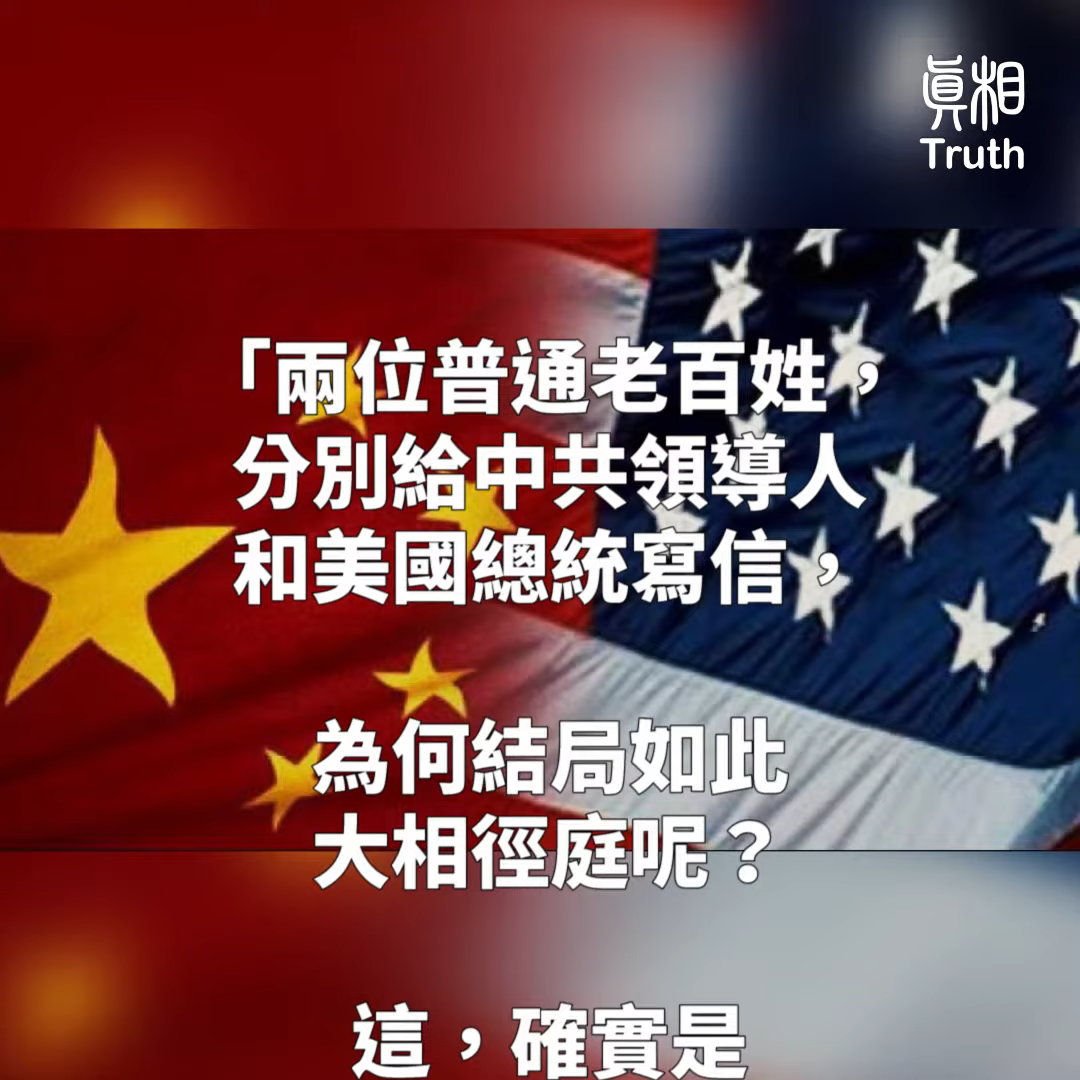 眞相
Truth
「兩位普通老百姓，
分別給中共領導人
和美國總統寫信，
為何結局如此
大相徑庭呢？
這，確實是